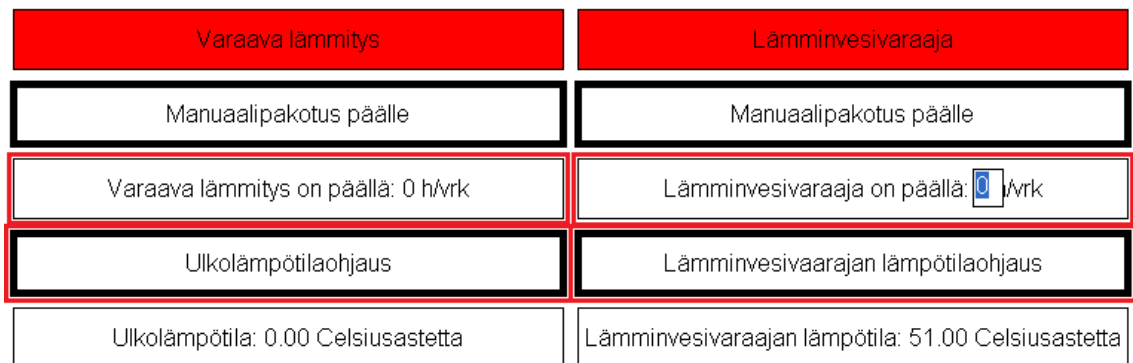 Varaava lämmitys
Lämminvesivaraaja
Manuaalipakotus päälle
Manuaalipakotus päälle
Varaava lämmitys on päällä: 0 h/vrk
Lämminvesivaraaja on päällä: 0 h/vrk
Ulkolämpötilaohjaus
Lämminvesivaarajan lämpötilaohjaus
Ulkolämpötila: 0.00 Celsiusastetta
Lämminvesivaraajan lämpötila: 51.00 Celsiusastetta